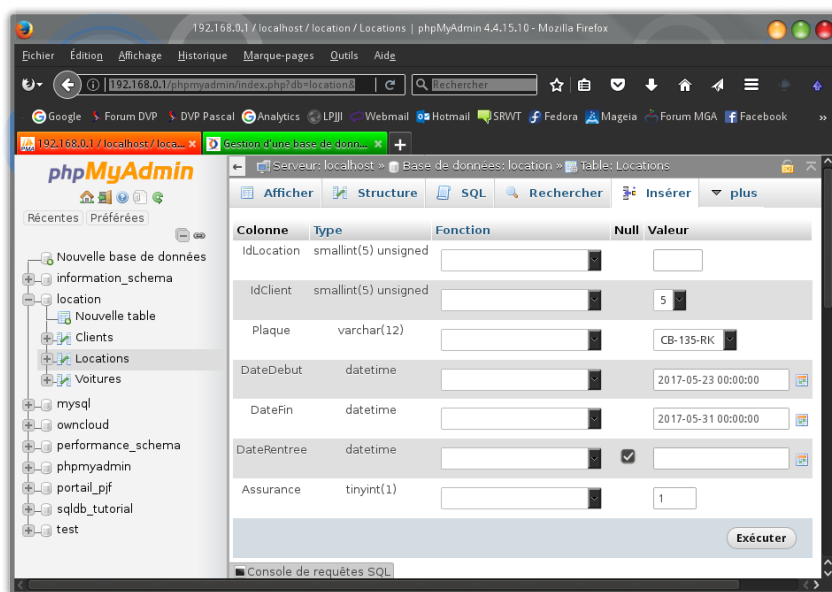 192.168.0.1 / localhost / location / Locations | phpMyAdmin 4.4.15.10 - Mozilla Firefox
Fichier Édition Affichage Historique Marque-pages Outils Aide
192.168.0.1/phpmyadmin/index.php?db=location& Rechercher
Google Forum DVP DVP Pascal Analytics LPJJI Webmail Hotmail SRWT Fedora Mageia Forum MGA Facebook »
192.168.0.1 / localhost / loca... Gestion d'une base de donn...
phpMyAdmin
Récentes Préférées
Nouvelle base de données
information_schema
location
Nouvelle table
Clients
Locations
Voitures
mysql
owncloud
performance_schema
phpmyadmin
portail_pjf
sqldb_tutorial
test
Serveur: localhost » Base de données: location » Table: Locations
Afficher Structure SQL Rechercher Insérer plus
Colonne Type Fonction Null Valeur
IdLocation smallint(5) unsigned
IdClient smallint(5) unsigned 5
Plaque varchar(12) CB-135-RK
DateDebut datetime 2017-05-23 00:00:00
DateFin datetime 2017-05-31 00:00:00
DateRentree datetime
Assurance tinyint(1) 1
Exécuter
Console de requêtes SQL